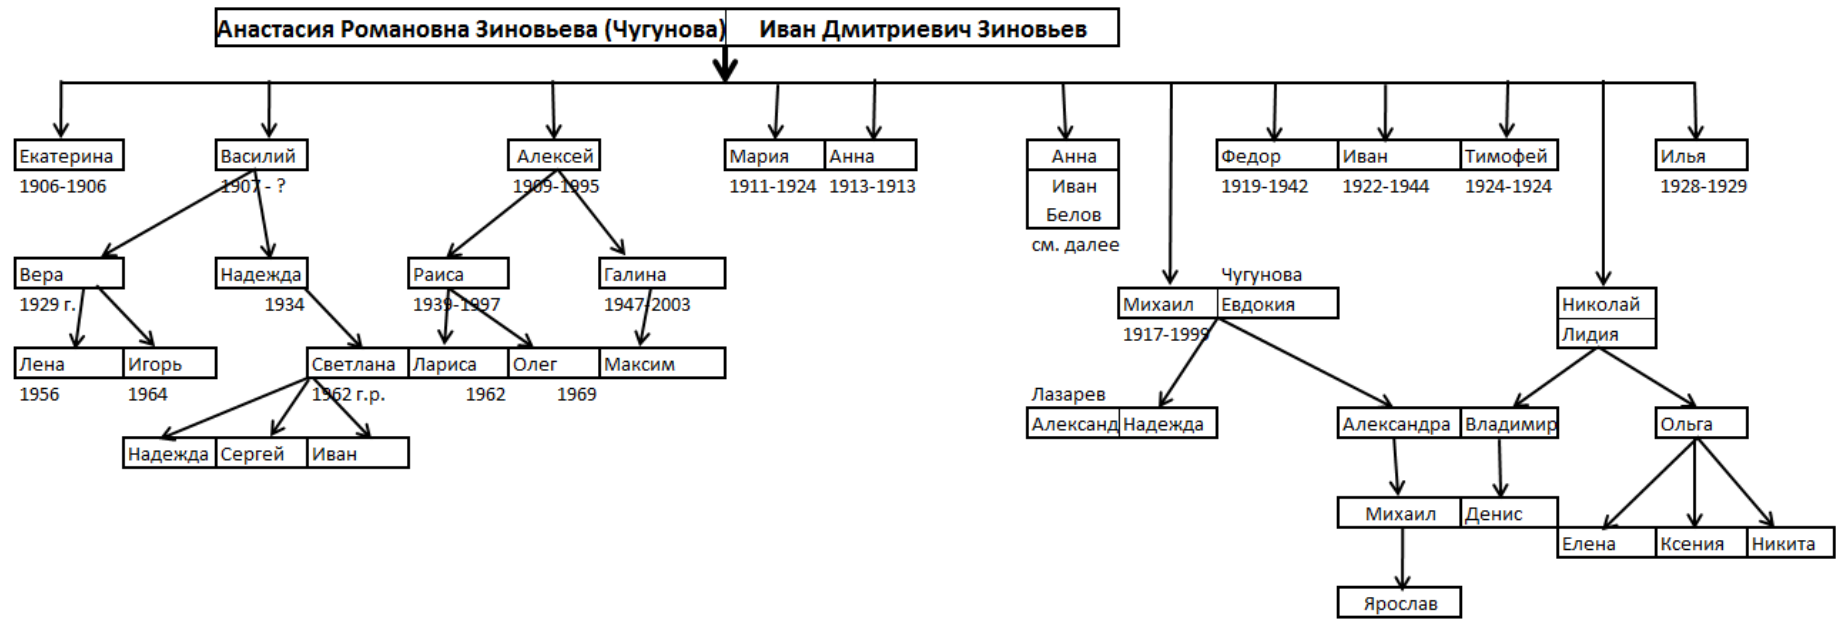 Анастасия Романовна Зиновьева (Чугунова) Иван Дмитриевич Зиновьев
Екатерина Василий Алексей Мария Анна Анна Федор Иван Тимофей Илья
1906-1906 1907 - ? 1909-1995 1911-1924 1913-1913 Иван 1919-1942 1922-1944 1924-1924 1928-1929
Белов
см. далее
Вера Надежда Раиса Галина Чугунова
1929 г. 1934 1939-1997 1947-2003 Михаил Евдокия Николай
1917-1999 Лидия
Лена Игорь Светлана Лариса Олег Максим
1956 1964 1962 г.р. 1962 1969 Лазарев
Александ Надежда Александра Владимир Ольга
Надежда Сергей Иван
Михаил Денис
Елена Ксения Никита
Ярослав